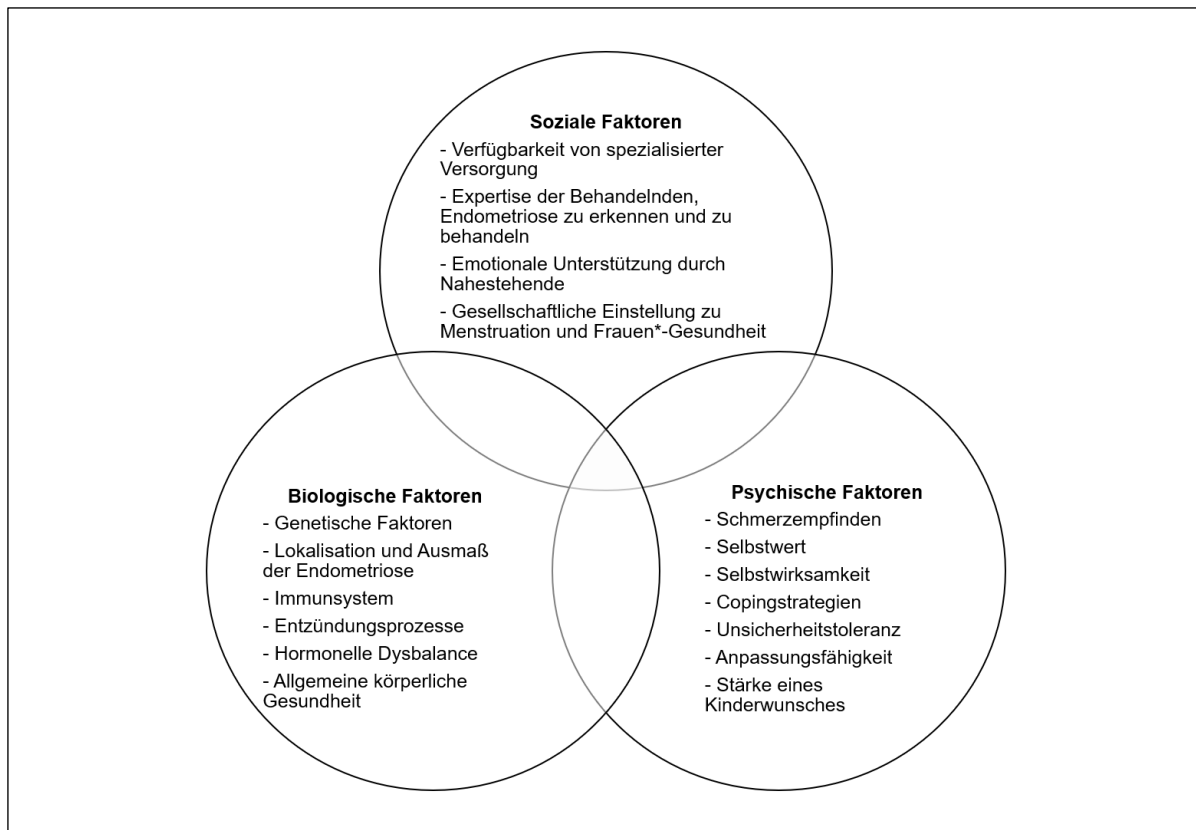 Soziale Faktoren
- Verfügbarkeit von spezialisierter
Versorgung
- Expertise der Behandelnden,
Endometriose zu erkennen und zu
behandeln
- Emotionale Unterstützung durch
Nahestehende
- Gesellschaftliche Einstellung zu
Menstruation und Frauen*-Gesundheit
Biologische Faktoren
- Genetische Faktoren
- Lokalisation und Ausmaß
der Endometriose
- Immunsystem
- Entzündungsprozesse
- Hormonelle Dysbalance
- Allgemeine körperliche
Gesundheit
Psychische Faktoren
- Schmerzempfinden
- Selbstwert
- Selbstwirksamkeit
- Copingstrategien
- Unsicherheitstoleranz
- Anpassungsfähigkeit
- Stärke eines
Kinderwunsches